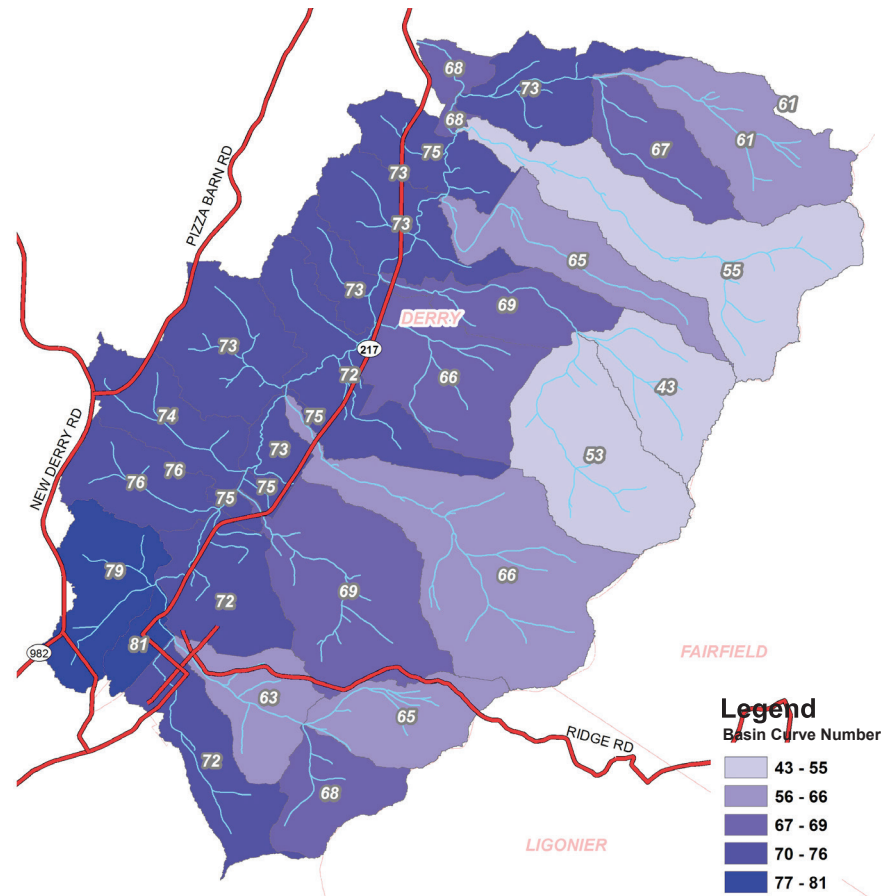 68
73
61
68
61
75
67
73
PIZZA BARN RD
73
65
55
73
69
DERRY
73
217
72
66
43
74
75
NEW DERRY RD
73
53
76
76
75
75
79
66
69
72
81
982
FAIRFIELD
63
65
RIDGE RD
72
68
LIGONIER
Legend
Basin Curve Number
43 - 55
56 - 66
67 - 69
70 - 76
77 - 81